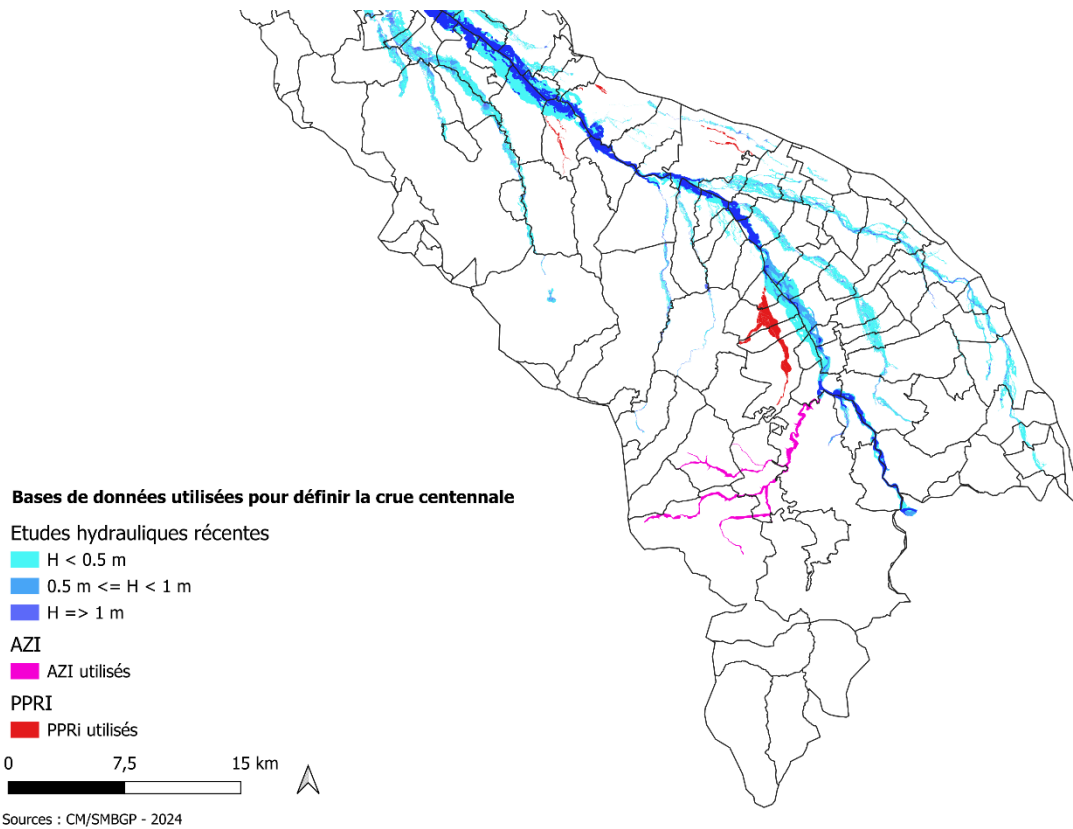 Bases de données utilisées pour définir la crue centennale
Etudes hydrauliques récentes
H < 0.5 m
0.5 m <= H < 1 m
H => 1 m
AZI
AZI utilisés
PPRI
PPRi utilisés
0 7,5 15 km
Sources : CM/SMBGP - 2024